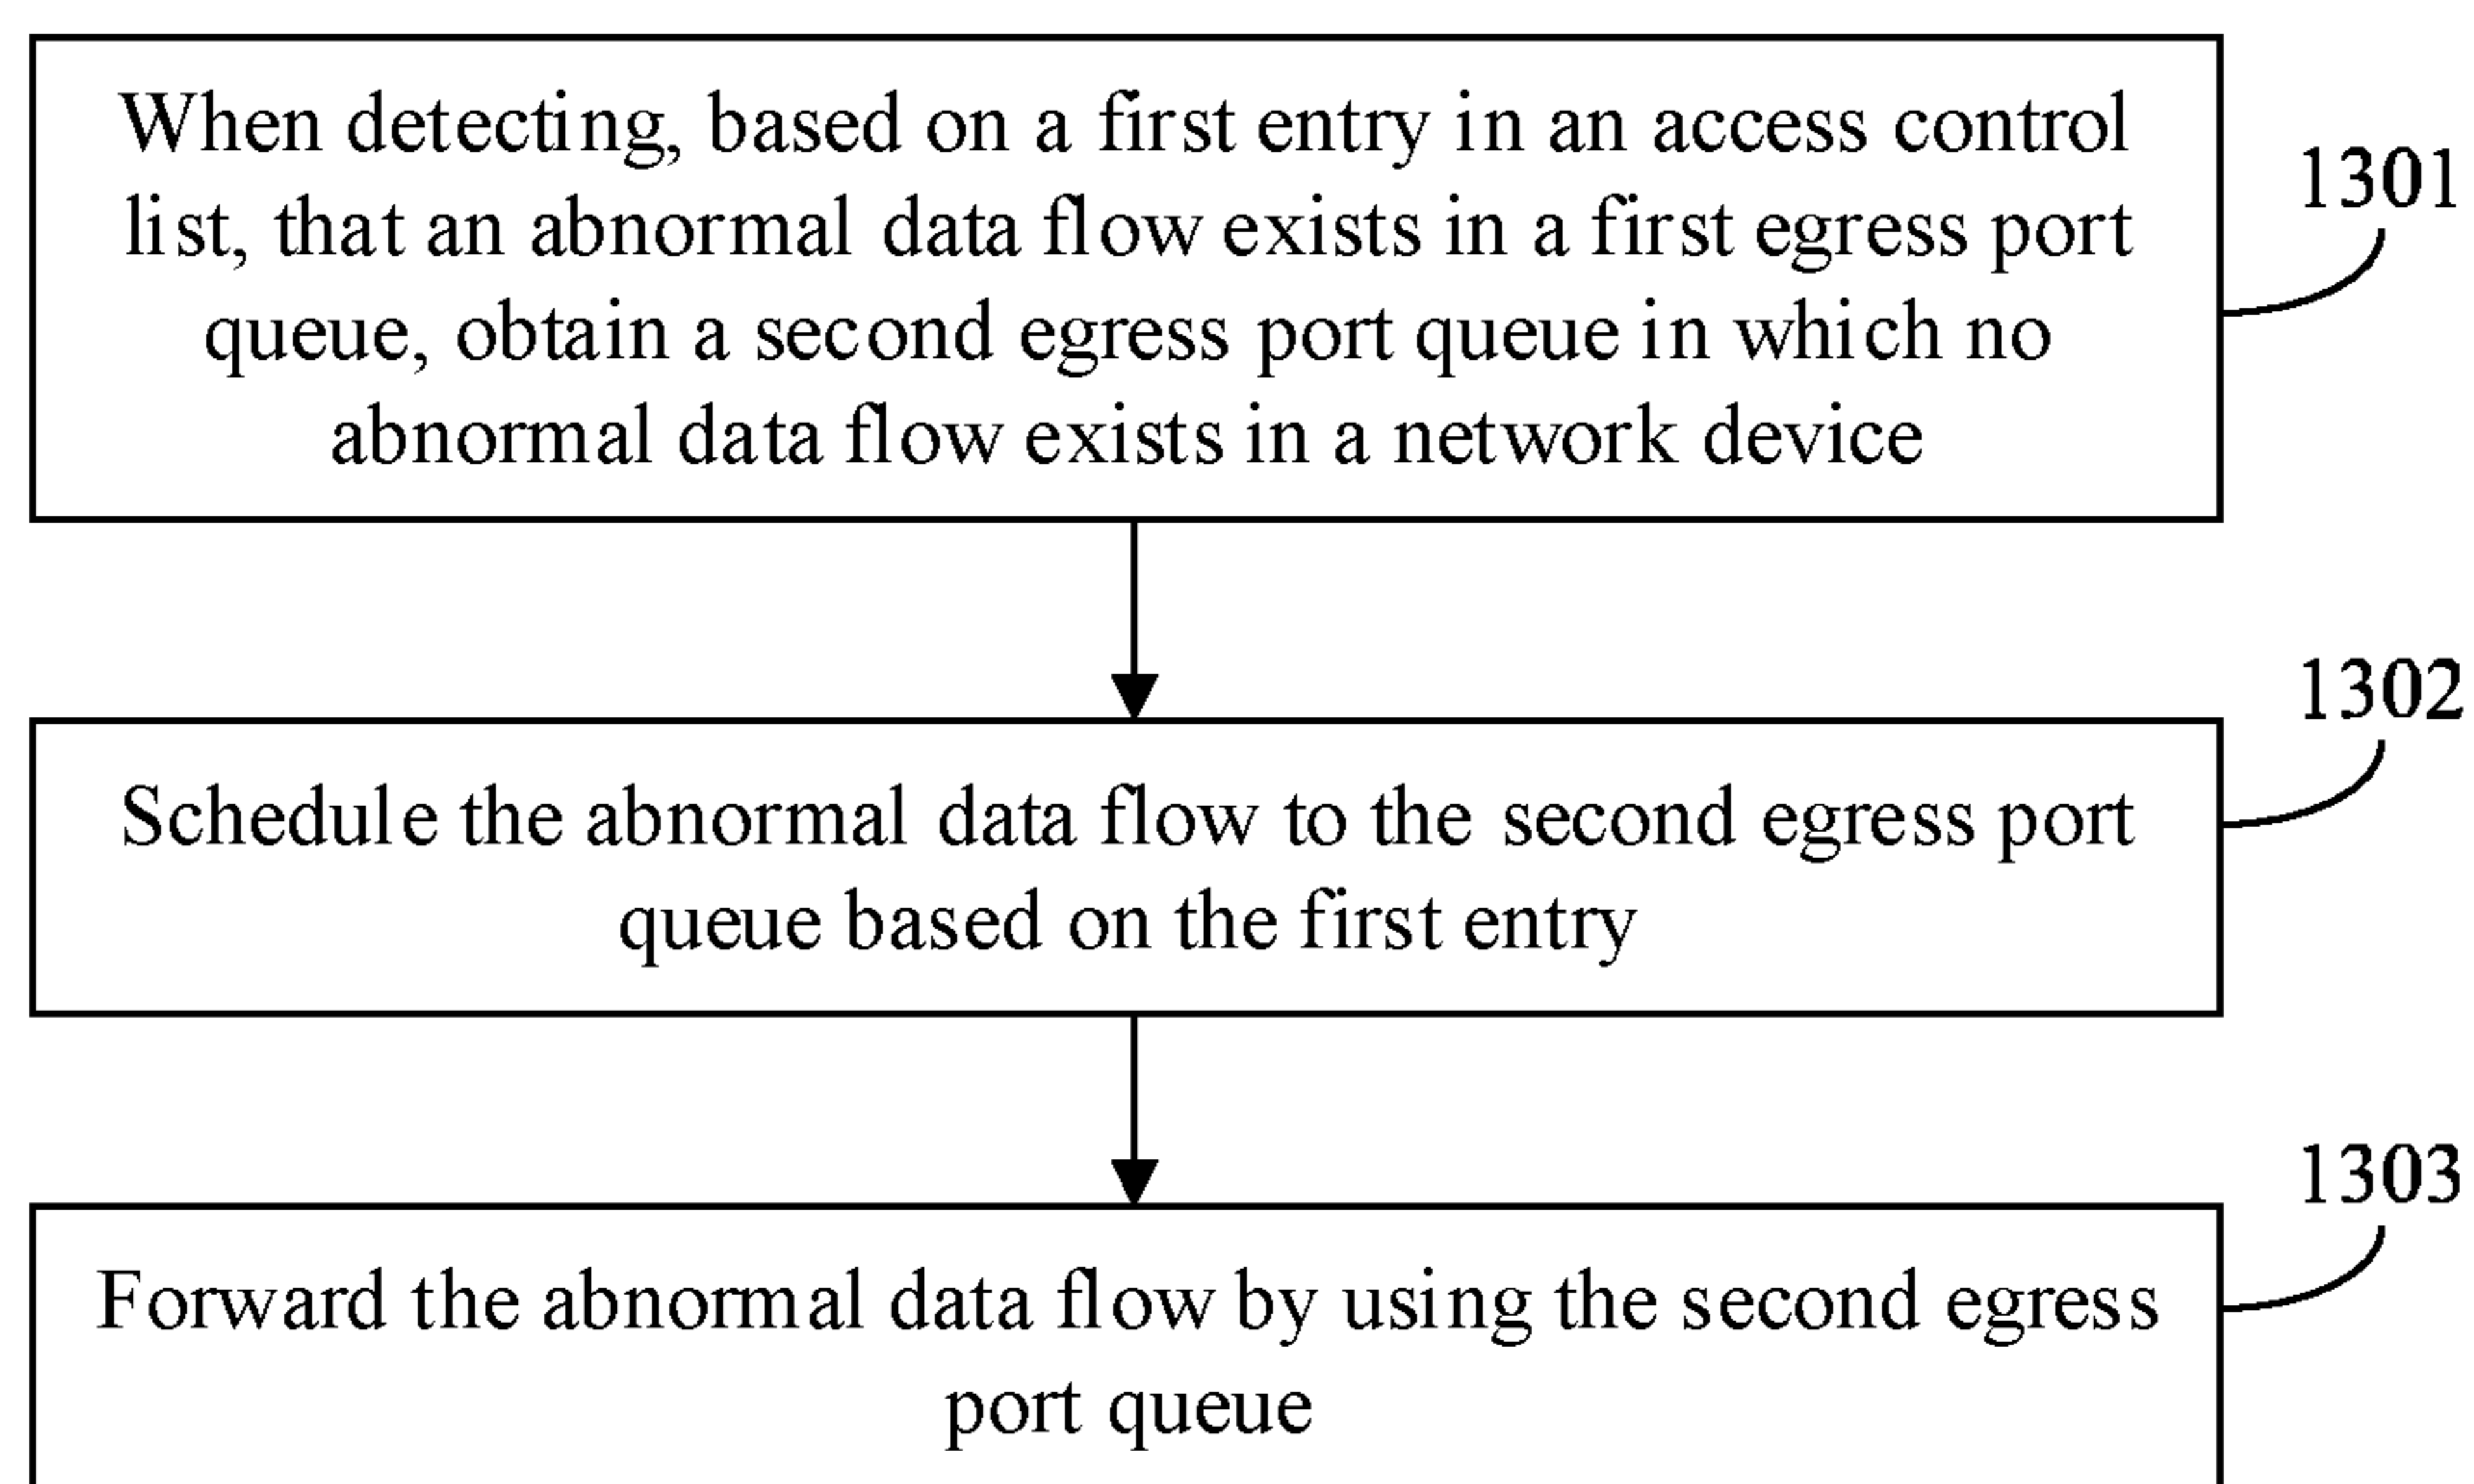 When detecting, based on a first entry in an access control
list, that an abnormal data flow exists in a first egress port
queue, obtain a second egress port queue in which no
abnormal data flow exists in a network device
1301
Schedule the abnormal data flow to the second egress port
queue based on the first entry
1302
Forward the abnormal data flow by using the second egress
port queue
1303